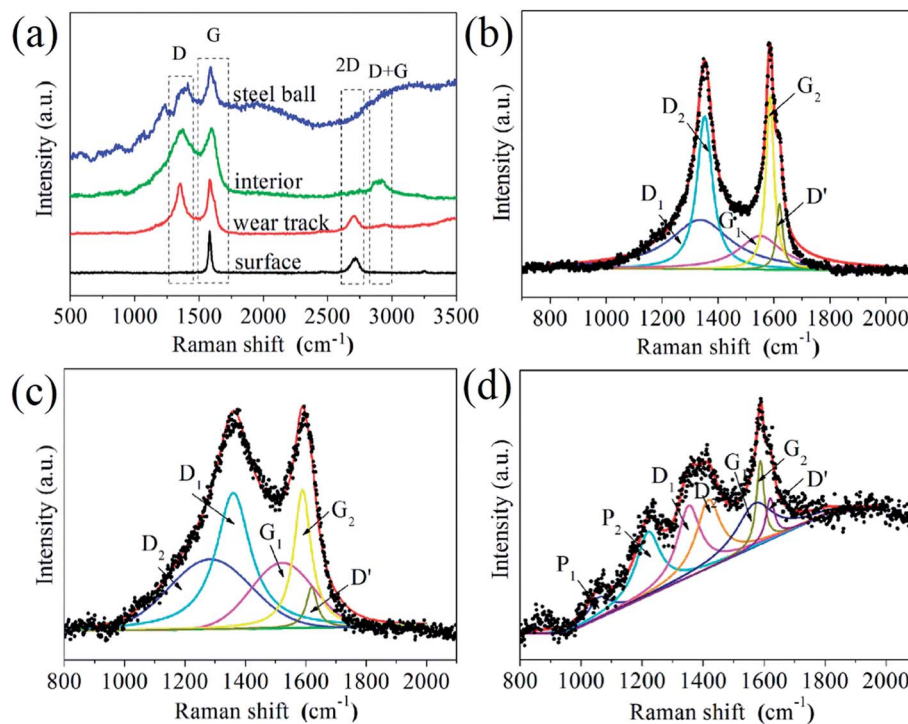 (a)
D
G
2D
D+G
steel ball
interior
wear track
surface
Intensity (a.u.)
500 1000 1500 2000 2500 3000 3500
Raman shift (cm⁻¹)
(b)
D₂
G₂
D₁
G₁
D'
Intensity (a.u.)
800 1000 1200 1400 1600 1800 2000
Raman shift (cm⁻¹)
(c)
D₁
G₂
G₁
D₂
D'
Intensity (a.u.)
800 1000 1200 1400 1600 1800 2000
Raman shift (cm⁻¹)
(d)
G₂
G₁
D'
D₁
D₂
P₂
P₁
Intensity (a.u.)
800 1000 1200 1400 1600 1800 2000
Raman shift (cm⁻¹)